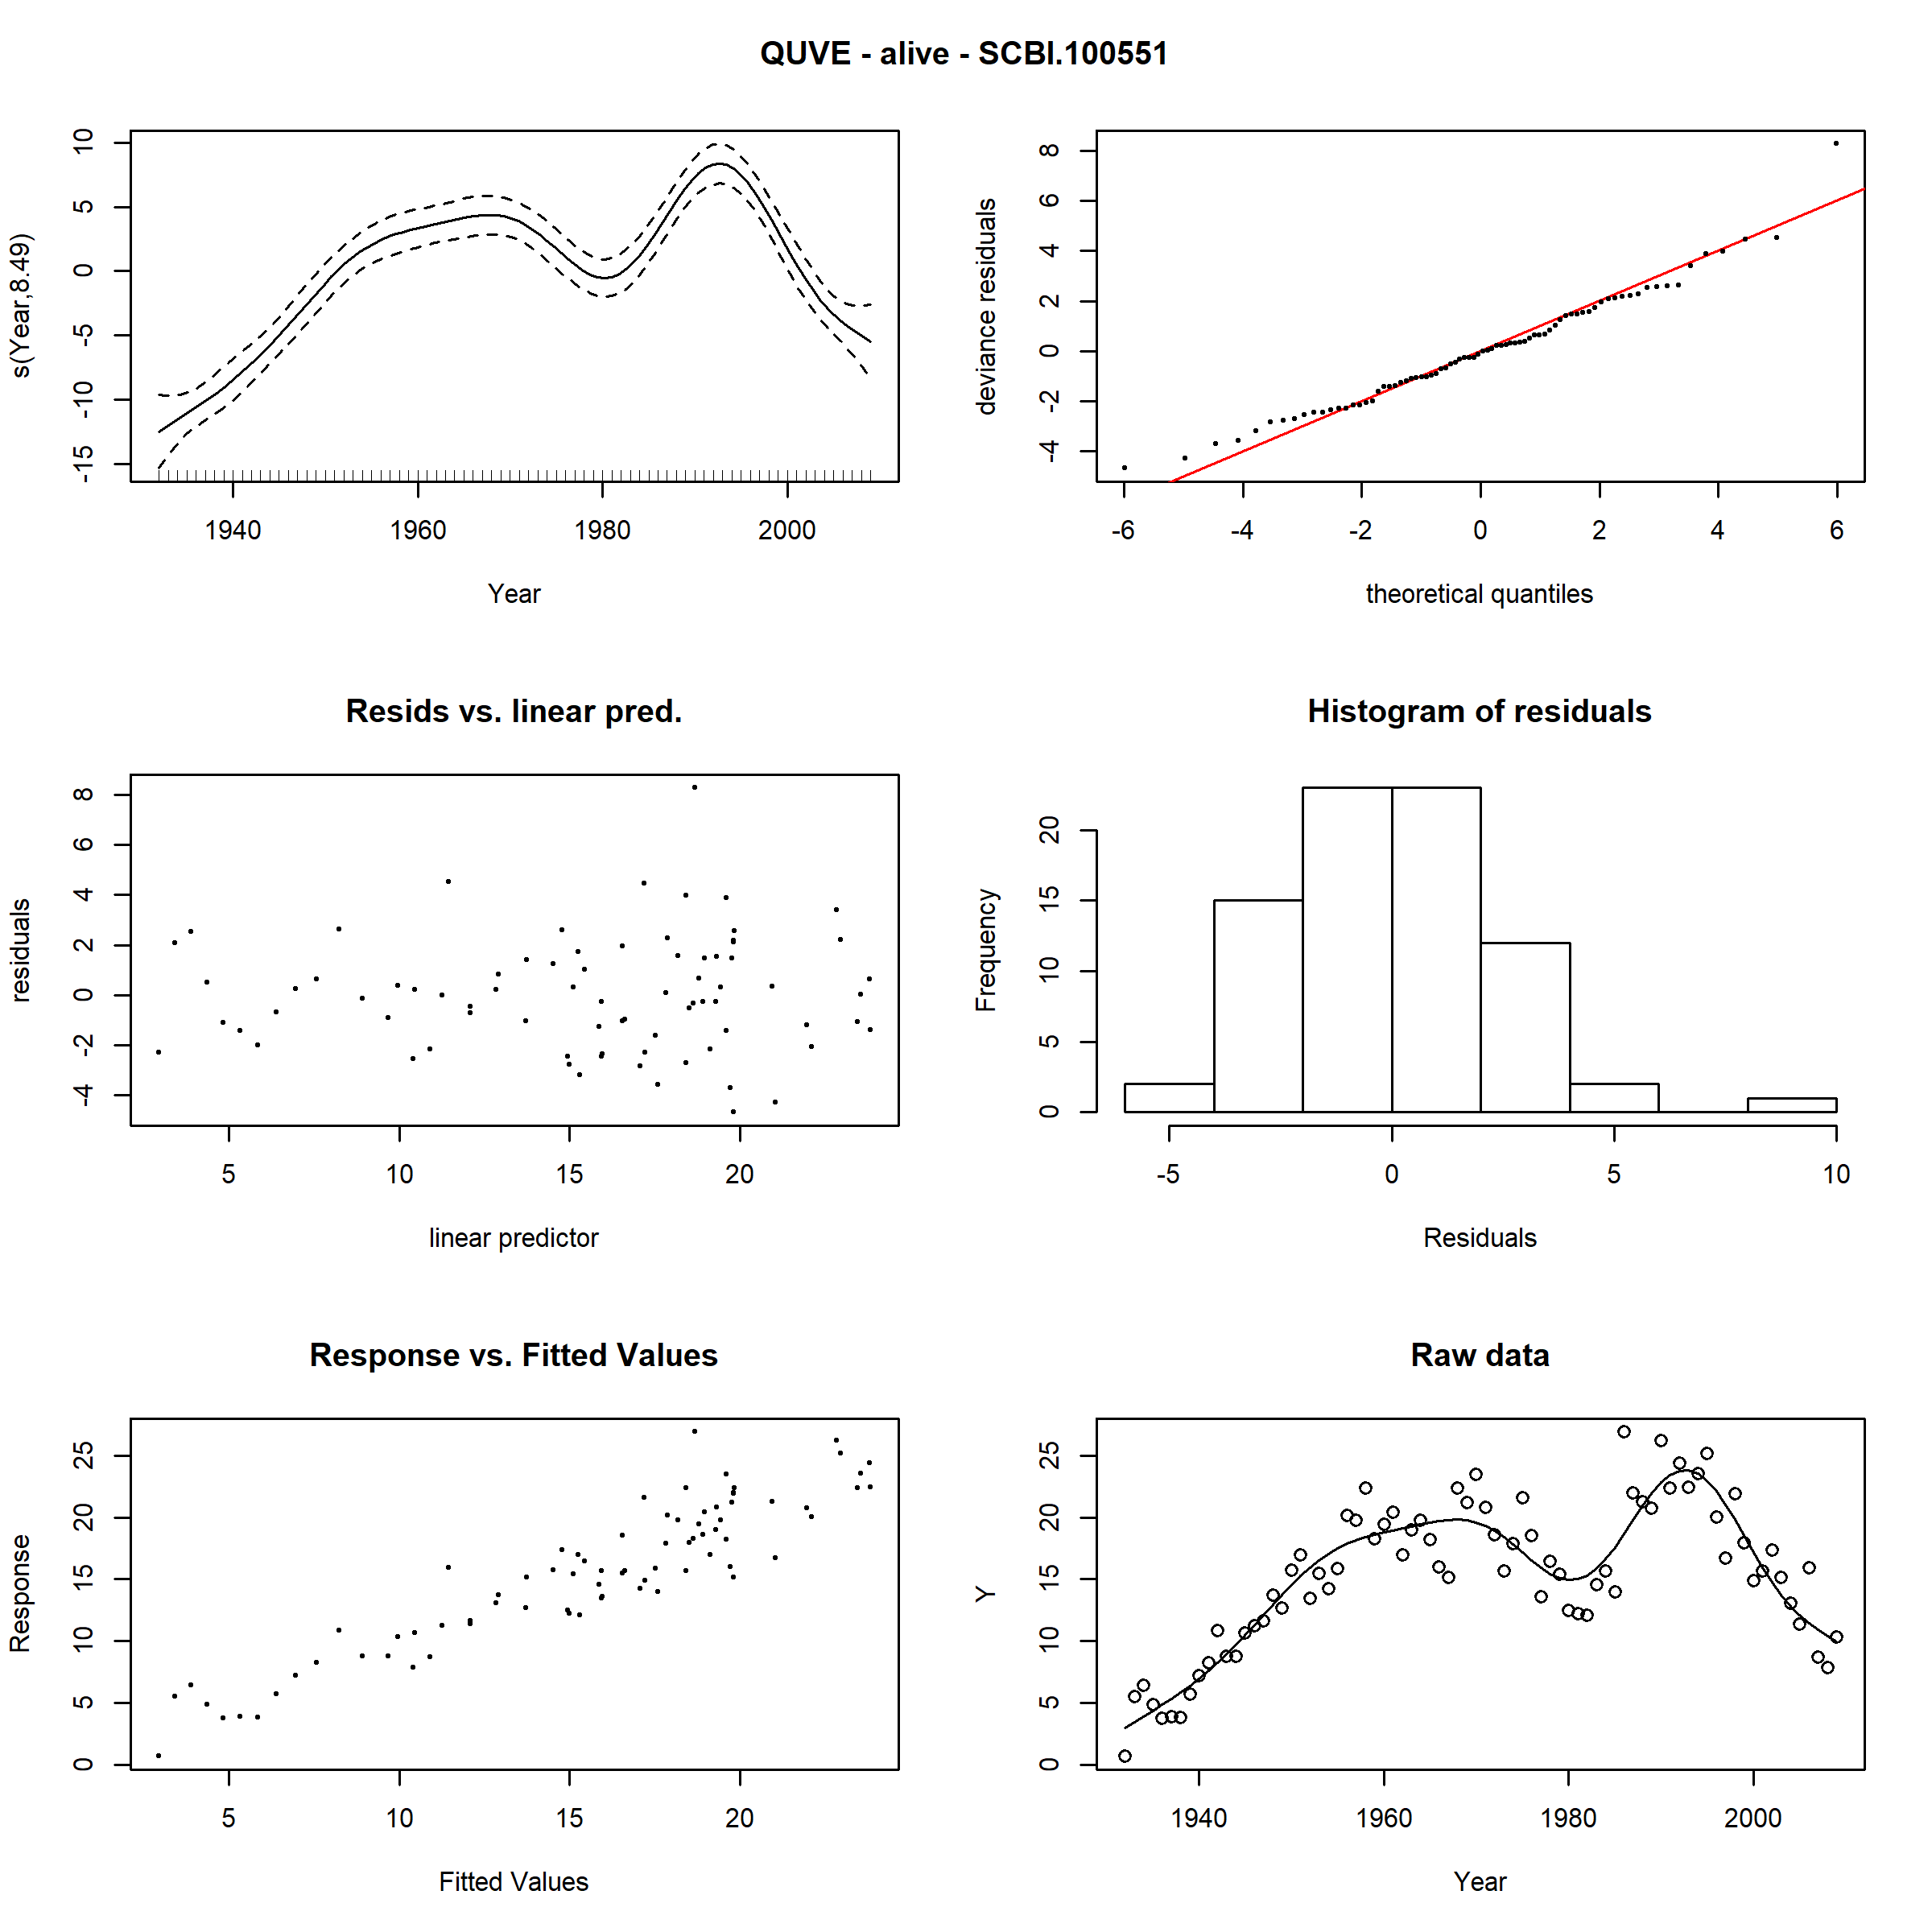 QUVE - alive - SCBI.100551
s(Year,8.49)
-15 -10 -5 0 5 10
1940 1960 1980 2000
Year
deviance residuals
-4 -2 0 2 4 6 8
-6 -4 -2 0 2 4 6
theoretical quantiles
Resids vs. linear pred.
residuals
-4 -2 0 2 4 6 8
5 10 15 20
linear predictor
Histogram of residuals
Frequency
0 5 10 15 20
-5 0 5 10
Residuals
Response vs. Fitted Values
Response
0 5 10 15 20 25
5 10 15 20
Fitted Values
Raw data
Y
0 5 10 15 20 25
1940 1960 1980 2000
Year